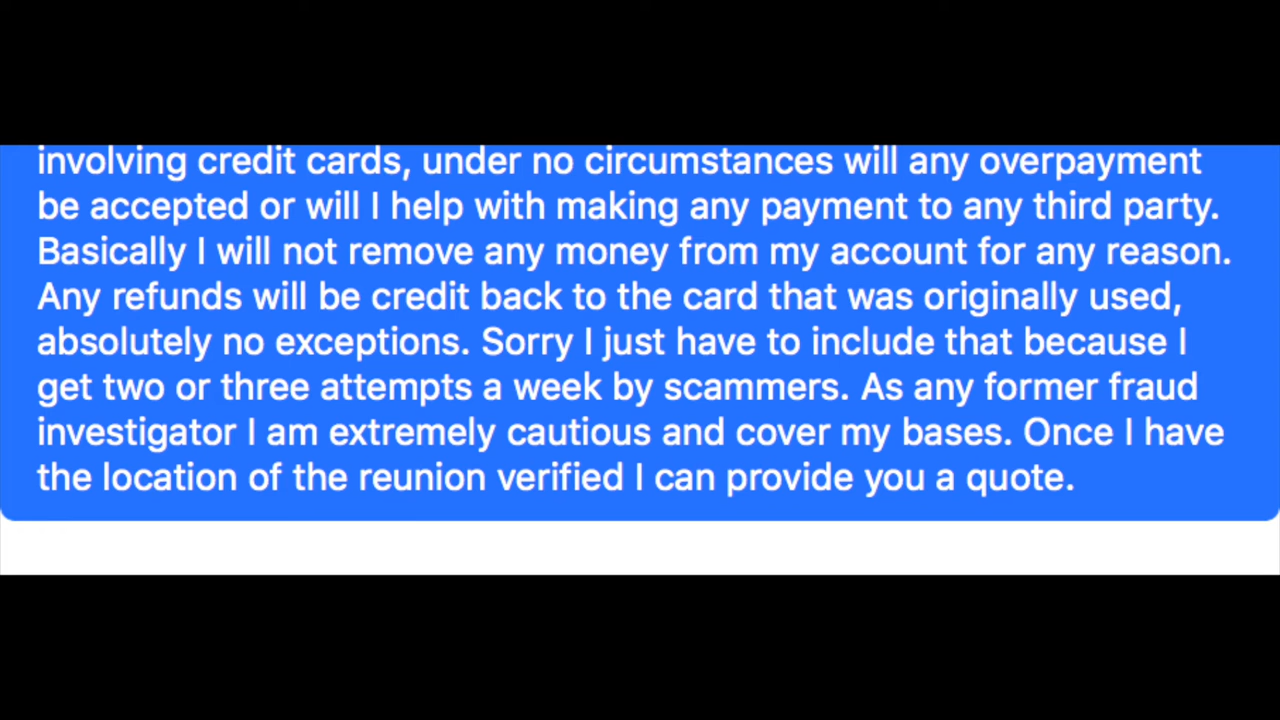 involving credit cards, under no circumstances will any overpayment
be accepted or will I help with making any payment to any third party.
Basically I will not remove any money from my account for any reason.
Any refunds will be credit back to the card that was originally used,
absolutely no exceptions. Sorry I just have to include that because I
get two or three attempts a week by scammers. As any former fraud
investigator I am extremely cautious and cover my bases. Once I have
the location of the reunion verified I can provide you a quote.